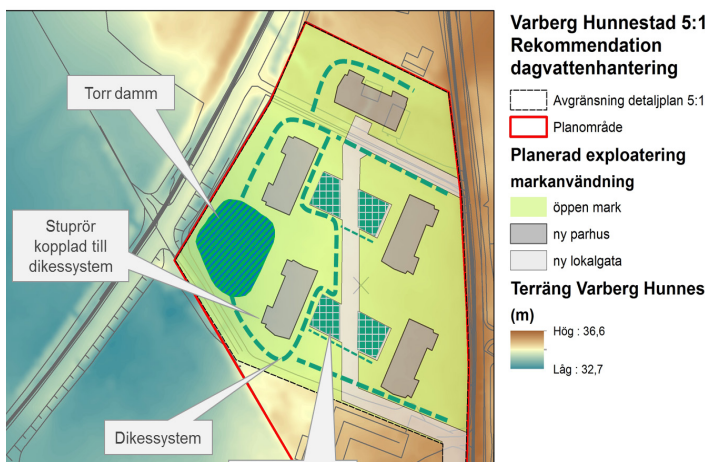 Torr damm
Stuprör
kopplad till
dikessystem
Dikessystem
Varberg Hunnestad 5:1
Rekommendation
dagvattenhantering
Avgränsning detaljplan 5:1
Planområde
Planerad exploatering
markanvändning
öppen mark
ny parhus
ny lokalgata
Terräng Varberg Hunnes
(m)
Hög : 36,6
Låg : 32,7